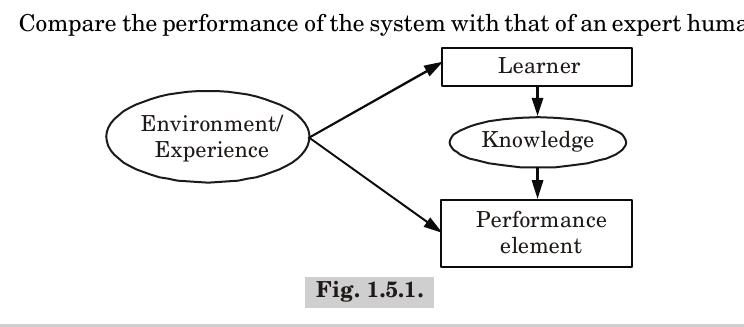 Compare the performance of the system with that of an expert
Learner
Environment/
Experience
Knowledge
Performance
element
Fig. 1.5.1.